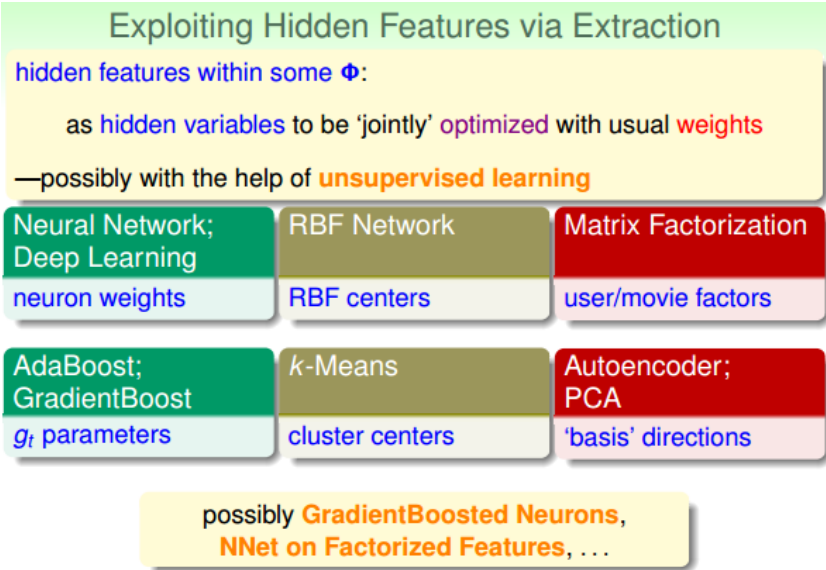 Exploiting Hidden Features via Extraction
hidden features within some Φ:
as hidden variables to be ‘jointly’ optimized with usual weights
—possibly with the help of unsupervised learning
Neural Network;
Deep Learning
neuron weights
RBF Network
RBF centers
Matrix Factorization
user/movie factors
AdaBoost;
GradientBoost
gt parameters
k-Means
cluster centers
Autoencoder;
PCA
‘basis’ directions
possibly GradientBoosted Neurons,
NNet on Factorized Features, . . .